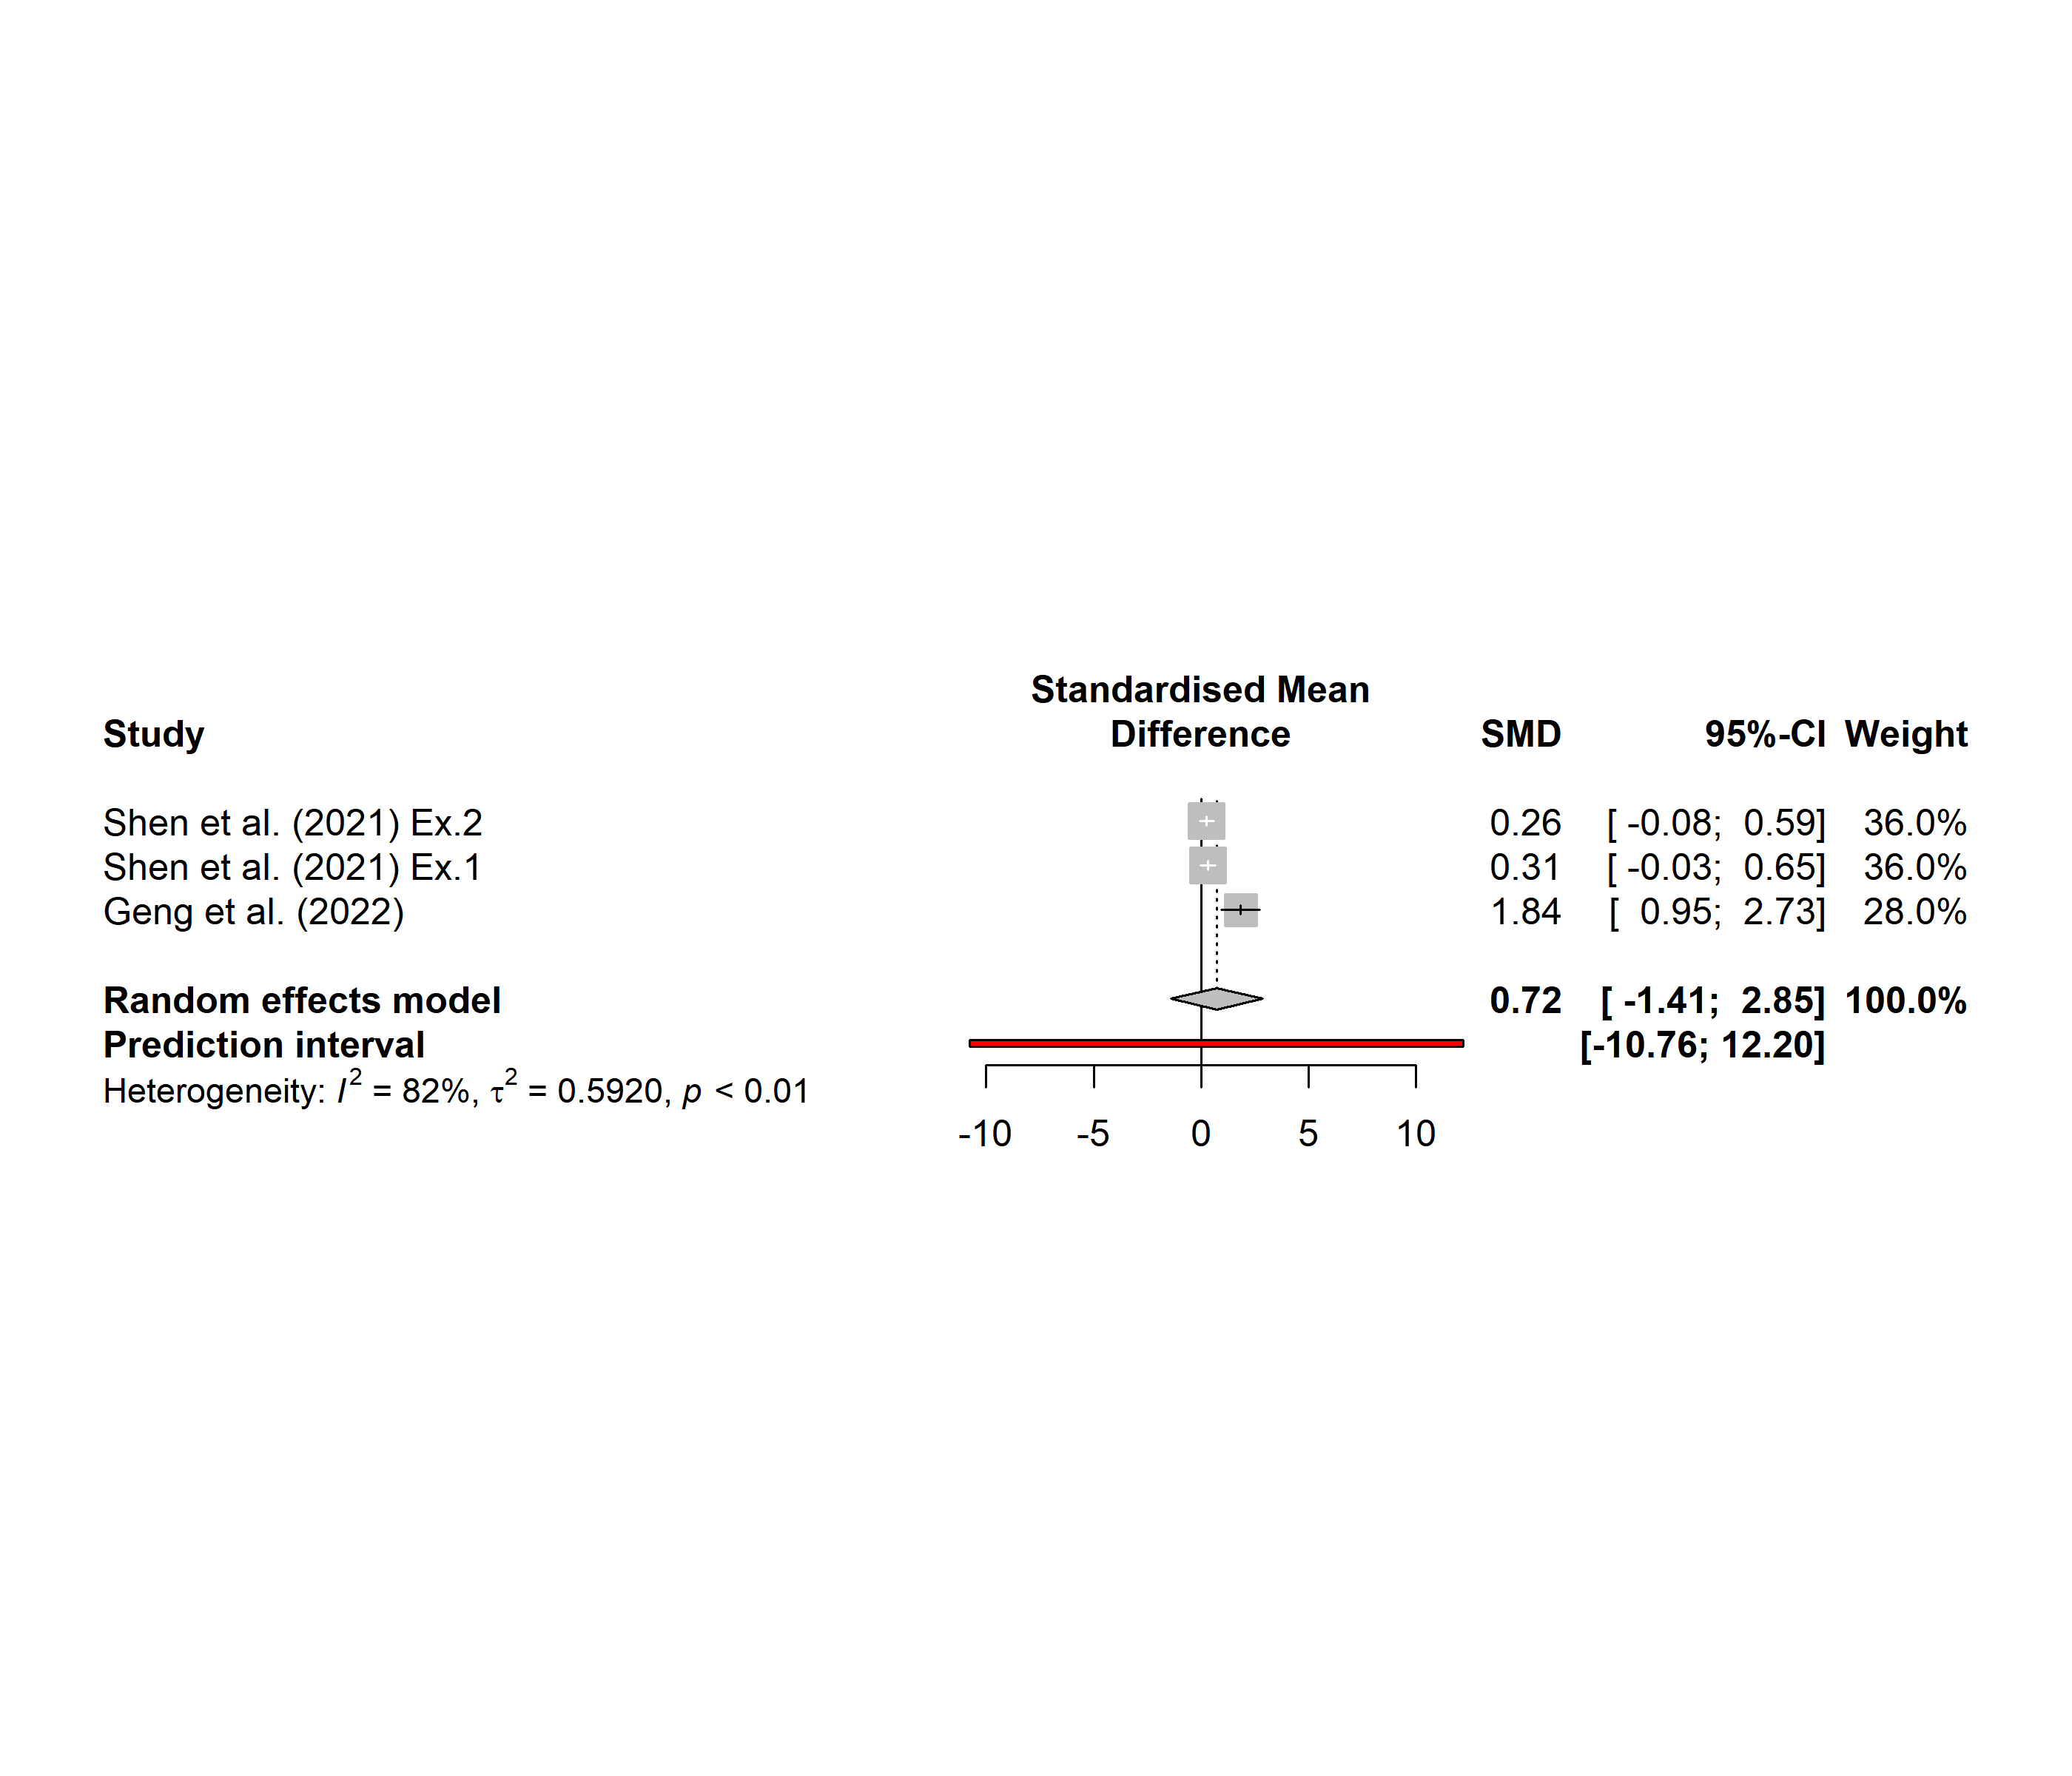 Standardised Mean
Study Difference SMD 95%-CI Weight
Shen et al. (2021) Ex.2 0.26 [ -0.08; 0.59] 36.0%
Shen et al. (2021) Ex.1 0.31 [ -0.03; 0.65] 36.0%
Geng et al. (2022) 1.84 [ 0.95; 2.73] 28.0%
Random effects model 0.72 [ -1.41; 2.85] 100.0%
Prediction interval [-10.76; 12.20]
Heterogeneity: I² = 82%, τ² = 0.5920, p < 0.01
-10 -5 0 5 10